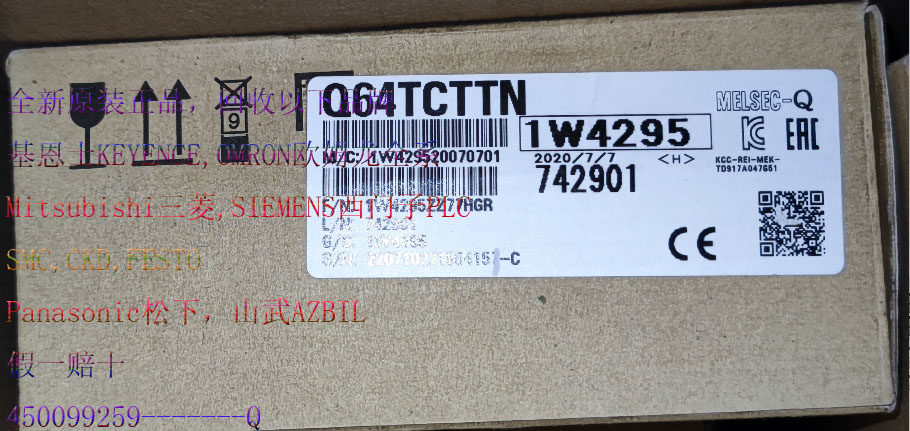 全新原装正品，回收以下品牌
基恩士KEYENCE,OMRON欧姆龙
Mitsubishi三菱,SIEMENS西门子PLC
SMC,CKD,FESTO
Panasonic松下，山武AZBIL
假一赔十
450099259-------Q
9
Q64TCTTN
MELSEC-Q
1W4295
M/C: 1W429520070701
2020/7/7 <H>
742901
KCC-REI-MEK-
TD917A047G51
EAC
CE